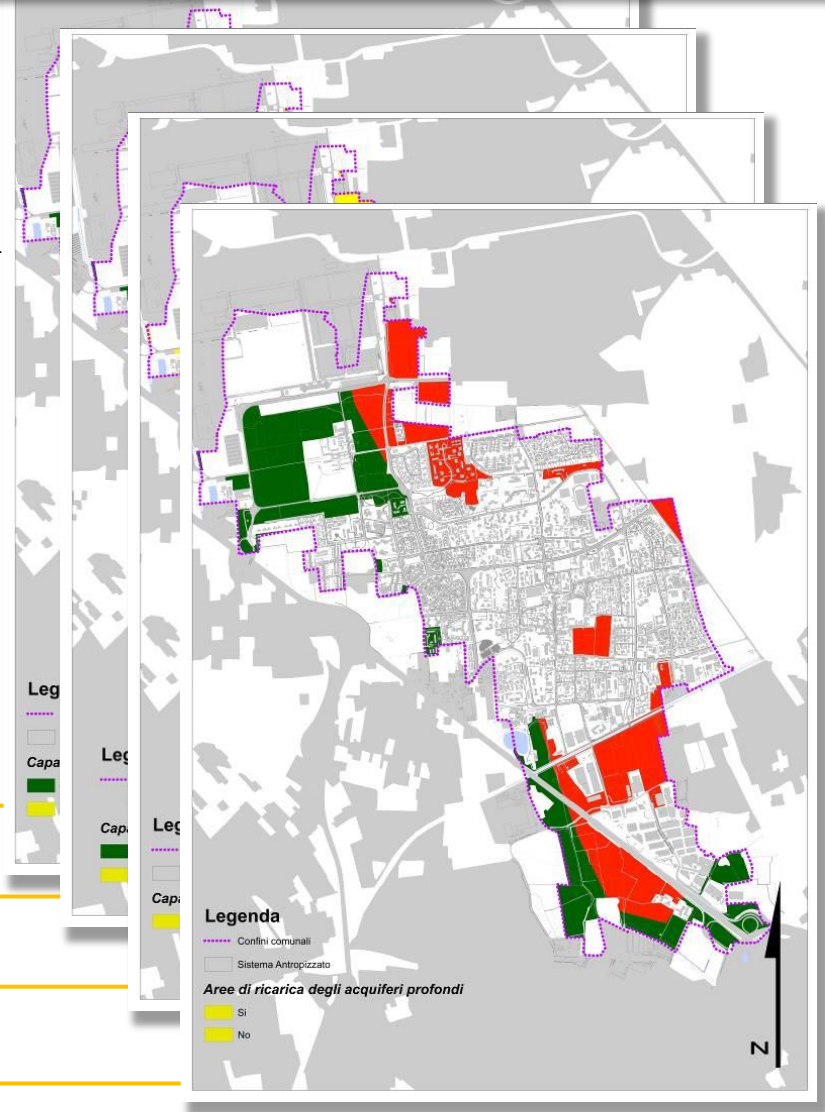 Leg
Capa
Leg
Capa
Leg
Capa
Legenda
Confini comunali
Sistema Antropizzato
Aree di ricarica degli acquiferi profondi
Si
No
N